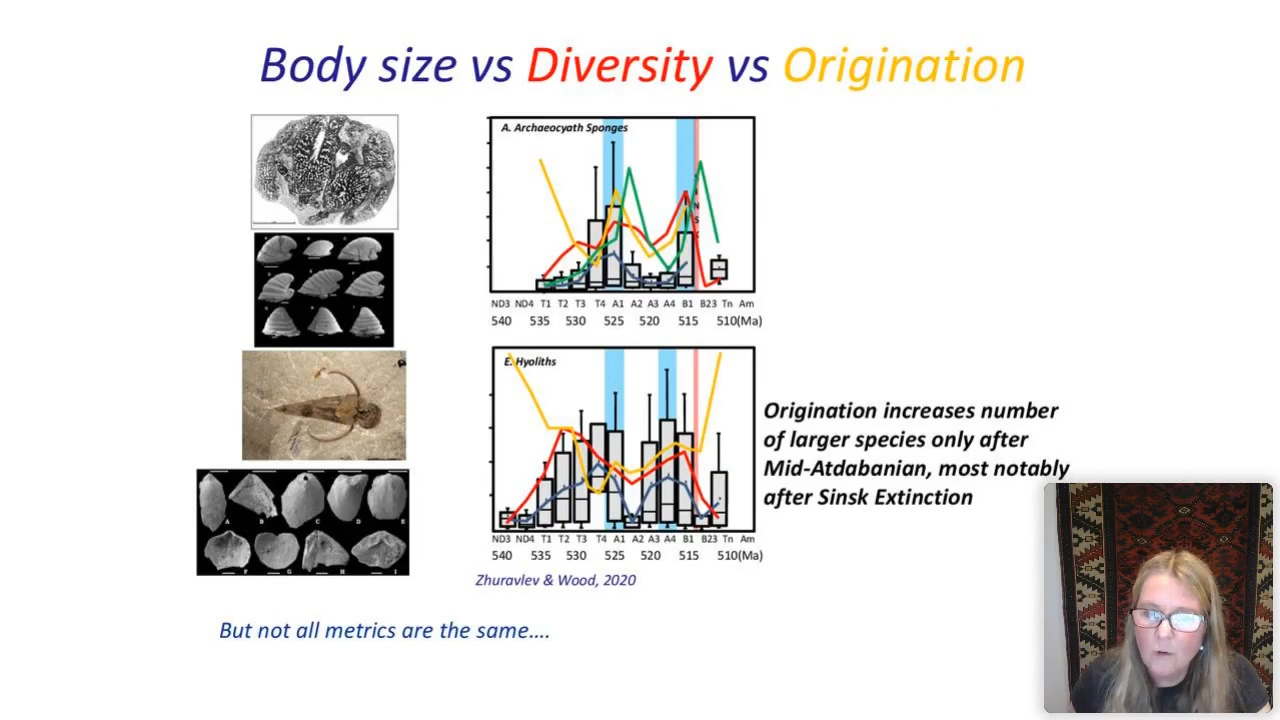 Body size vs Diversity vs Origination
A. Archaeocyath Sponges
ND3 ND4 T1 T2 T3 T4 A1 A2 A3 A4 B1 B23 Tn Am
540 535 530 525 520 515 510(Ma)
E. Hyoliths
ND3 ND4 T1 T2 T3 T4 A1 A2 A3 A4 B1 B23 Tn Am
540 535 530 525 520 515 510(Ma)
Zhuravlev & Wood, 2020
Origination increases number
of larger species only after
Mid-Atdabanian, most notably
after Sinsk Extinction
But not all metrics are the same....